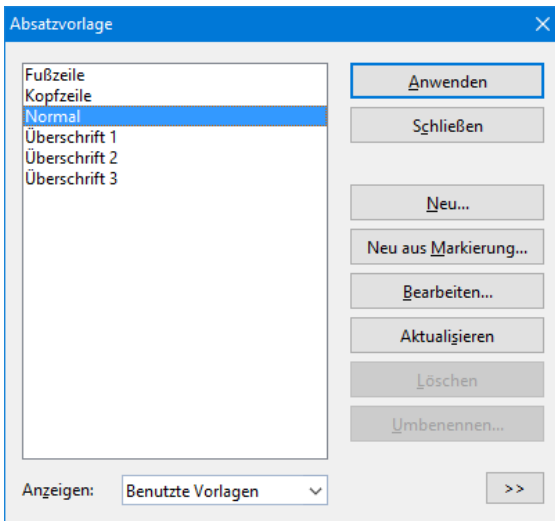 Absatzvorlage
Fußzeile
Kopfzeile
Normal
Überschrift 1
Überschrift 2
Überschrift 3
Anwenden
Schließen
Neu...
Neu aus Markierung...
Bearbeiten...
Aktualisieren
Löschen
Umbenennen...
Anzeigen: Benutzte Vorlagen >>